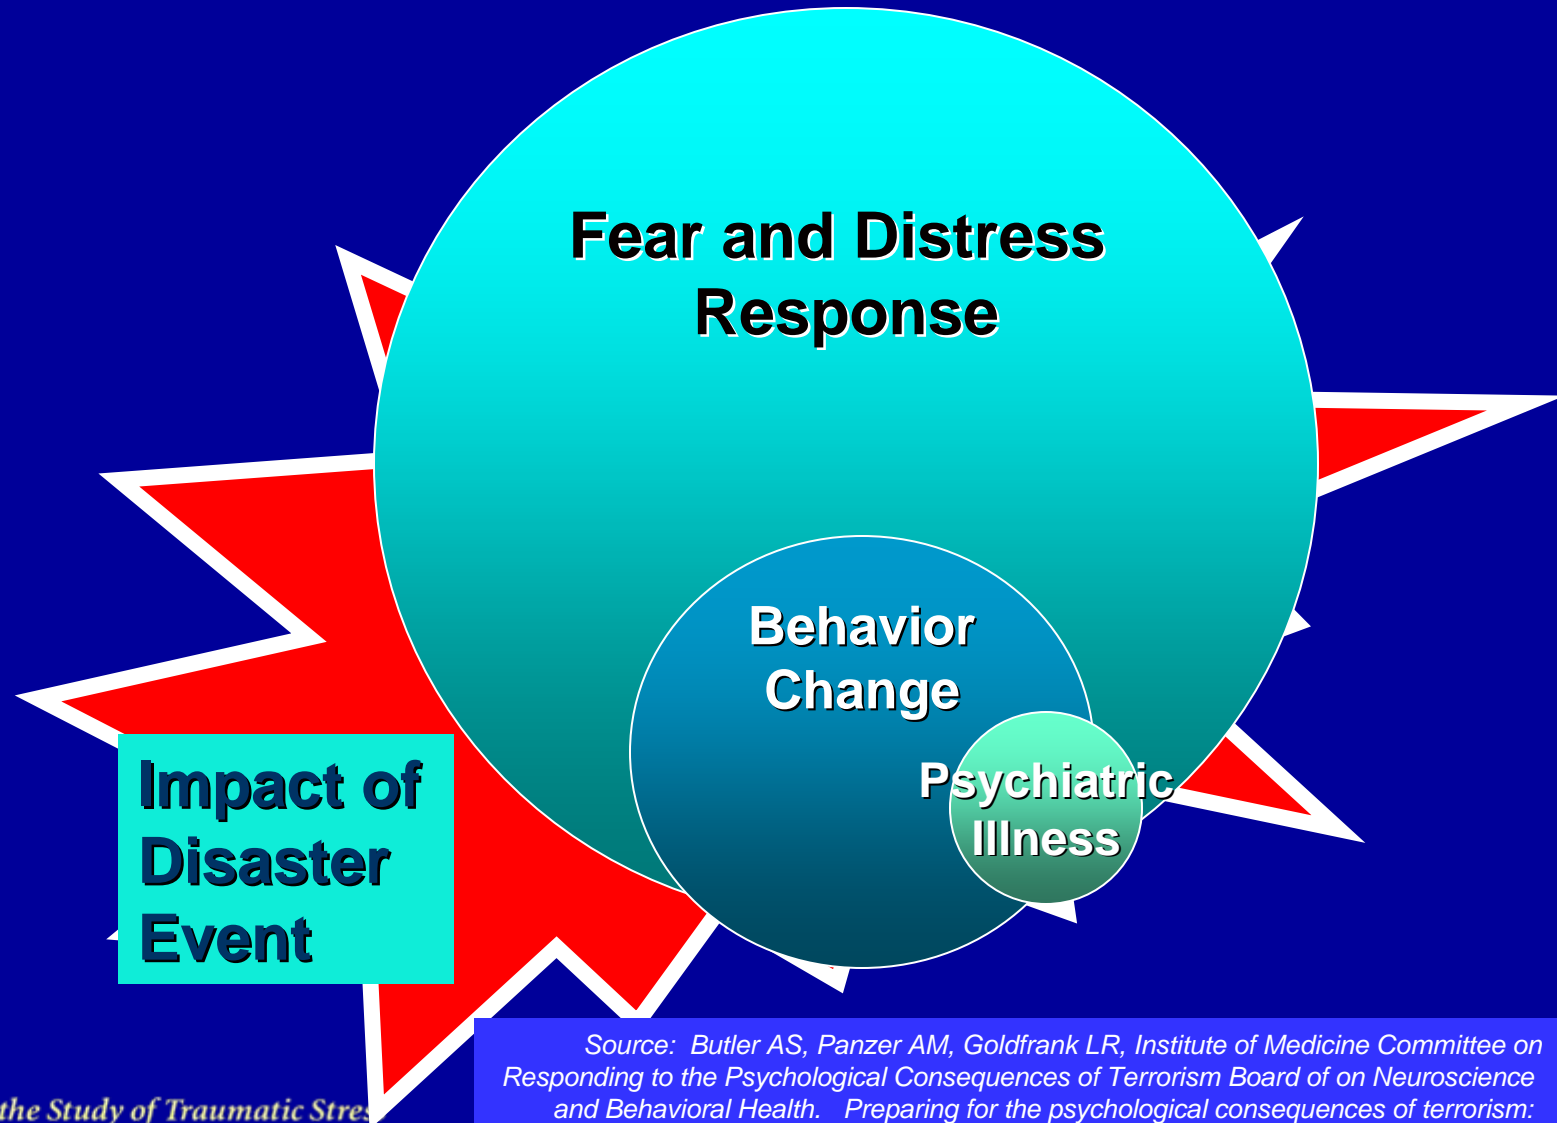 Fear and Distress
Response
Behavior
Change
Psychiatric
Illness
Impact of
Disaster
Event
Source: Butler AS, Panzer AM, Goldfrank LR, Institute of Medicine Committee on
Responding to the Psychological Consequences of Terrorism Board of on Neuroscience
and Behavioral Health. Preparing for the psychological consequences of terrorism:
the Study of Traumatic Stres